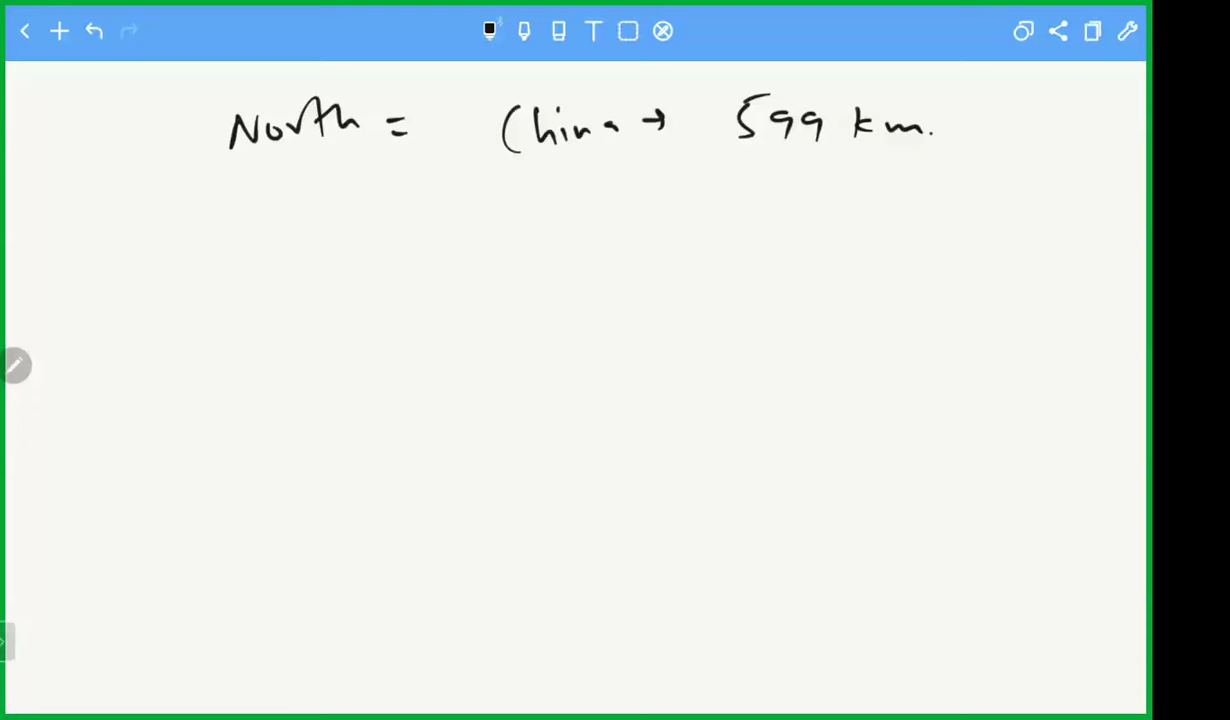 North = China → 599 km.